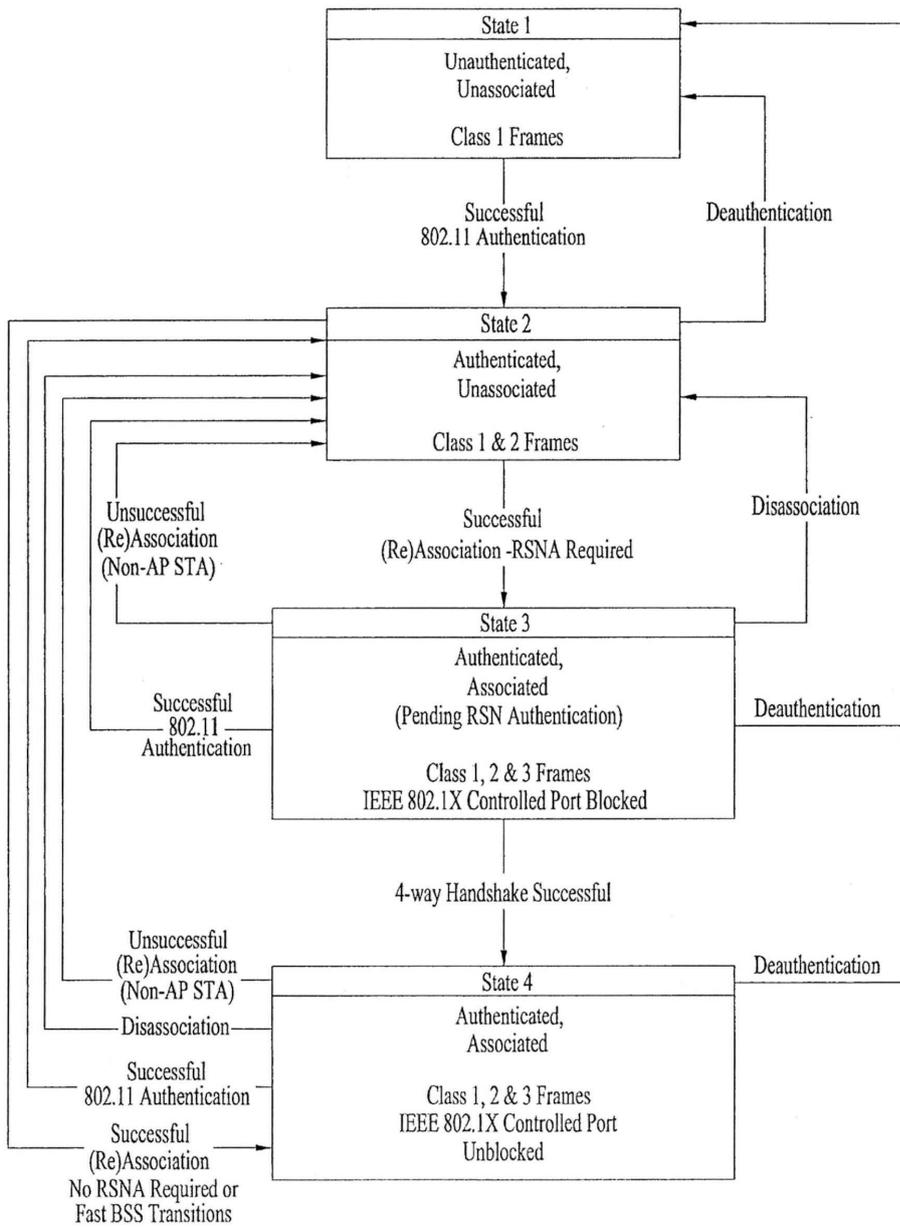 State 1
Unauthenticated,
Unassociated
Class 1 Frames
Successful
802.11 Authentication
Deauthentication
State 2
Authenticated,
Unassociated
Class 1 & 2 Frames
Unsuccessful
(Re)Association
(Non-AP STA)
Successful
(Re)Association -RSNA Required
Disassociation
State 3
Authenticated,
Associated
(Pending RSN Authentication)
Class 1, 2 & 3 Frames
IEEE 802.1X Controlled Port Blocked
Successful
802.11
Authentication
Deauthentication
4-way Handshake Successful
Unsuccessful
(Re)Association
(Non-AP STA)
Deauthentication
State 4
Authenticated,
Associated
Class 1, 2 & 3 Frames
IEEE 802.1X Controlled Port
Unblocked
Disassociation
Successful
802.11 Authentication
Successful
(Re)Association
No RSNA Required or
Fast BSS Transitions